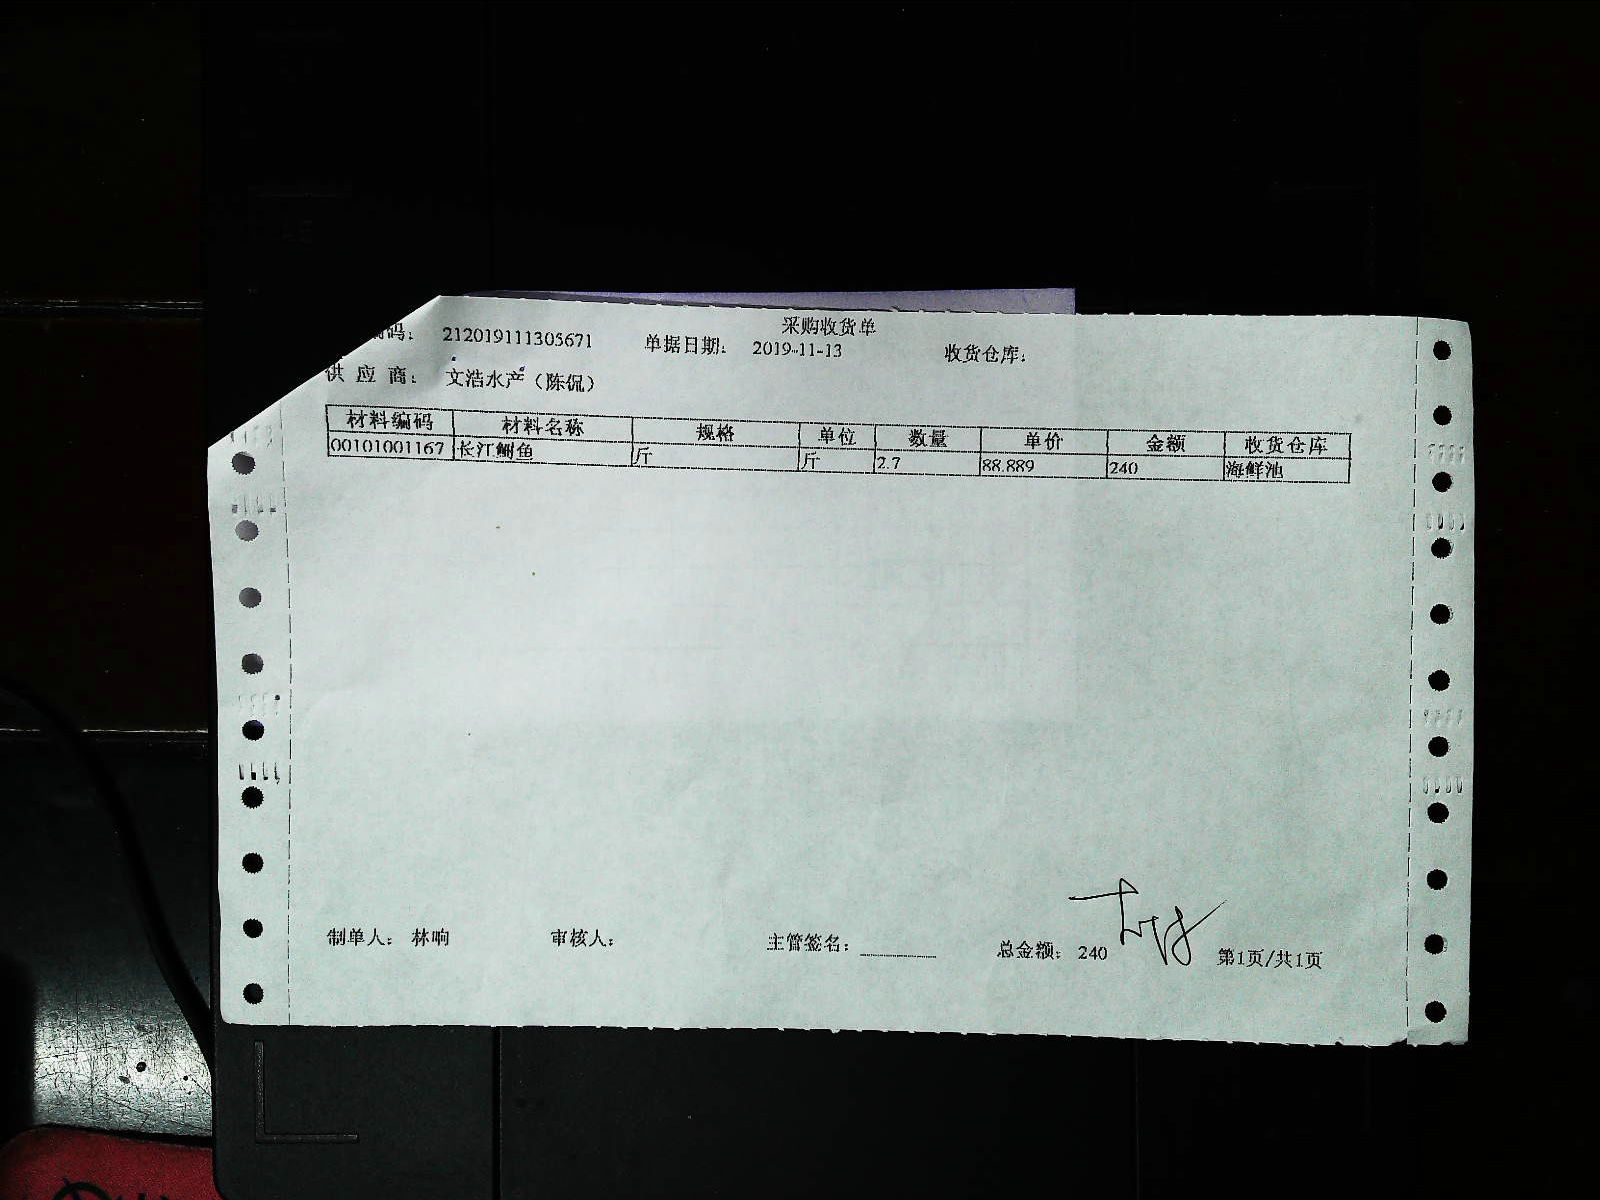 采购收货单
码： 212019111305671 单据日期： 2019-11-13 收货仓库：
供 应 商： 文浩水产（陈侃）
材料编码 材料名称 规格 单位 数量 单价 金额 收货仓库
00101001167 长江鮰鱼 斤 斤 2.7 88.889 240 海鲜池
制单人： 林响 审核人： 主管签名： 总金额： 240 第1页/共1页